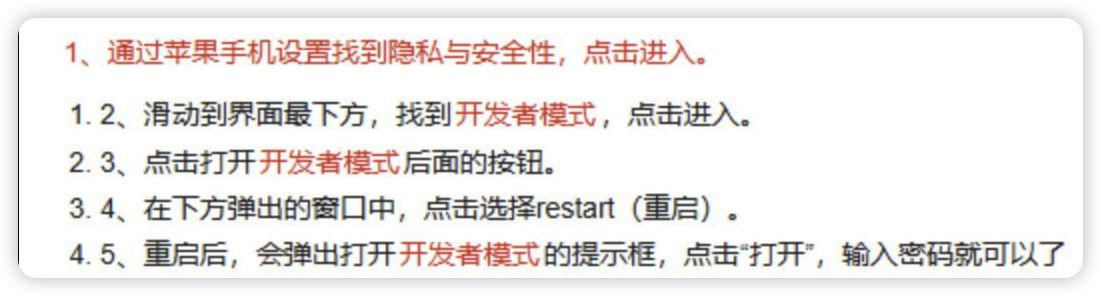 1、通过苹果手机设置找到隐私与安全性，点击进入。
1. 2、滑动到界面最下方，找到开发者模式，点击进入。
2. 3、点击打开开发者模式后面的按钮。
3. 4、在下方弹出的窗口中，点击选择restart（重启）。
4. 5、重启后，会弹出打开开发者模式的提示框，点击“打开”，输入密码就可以了